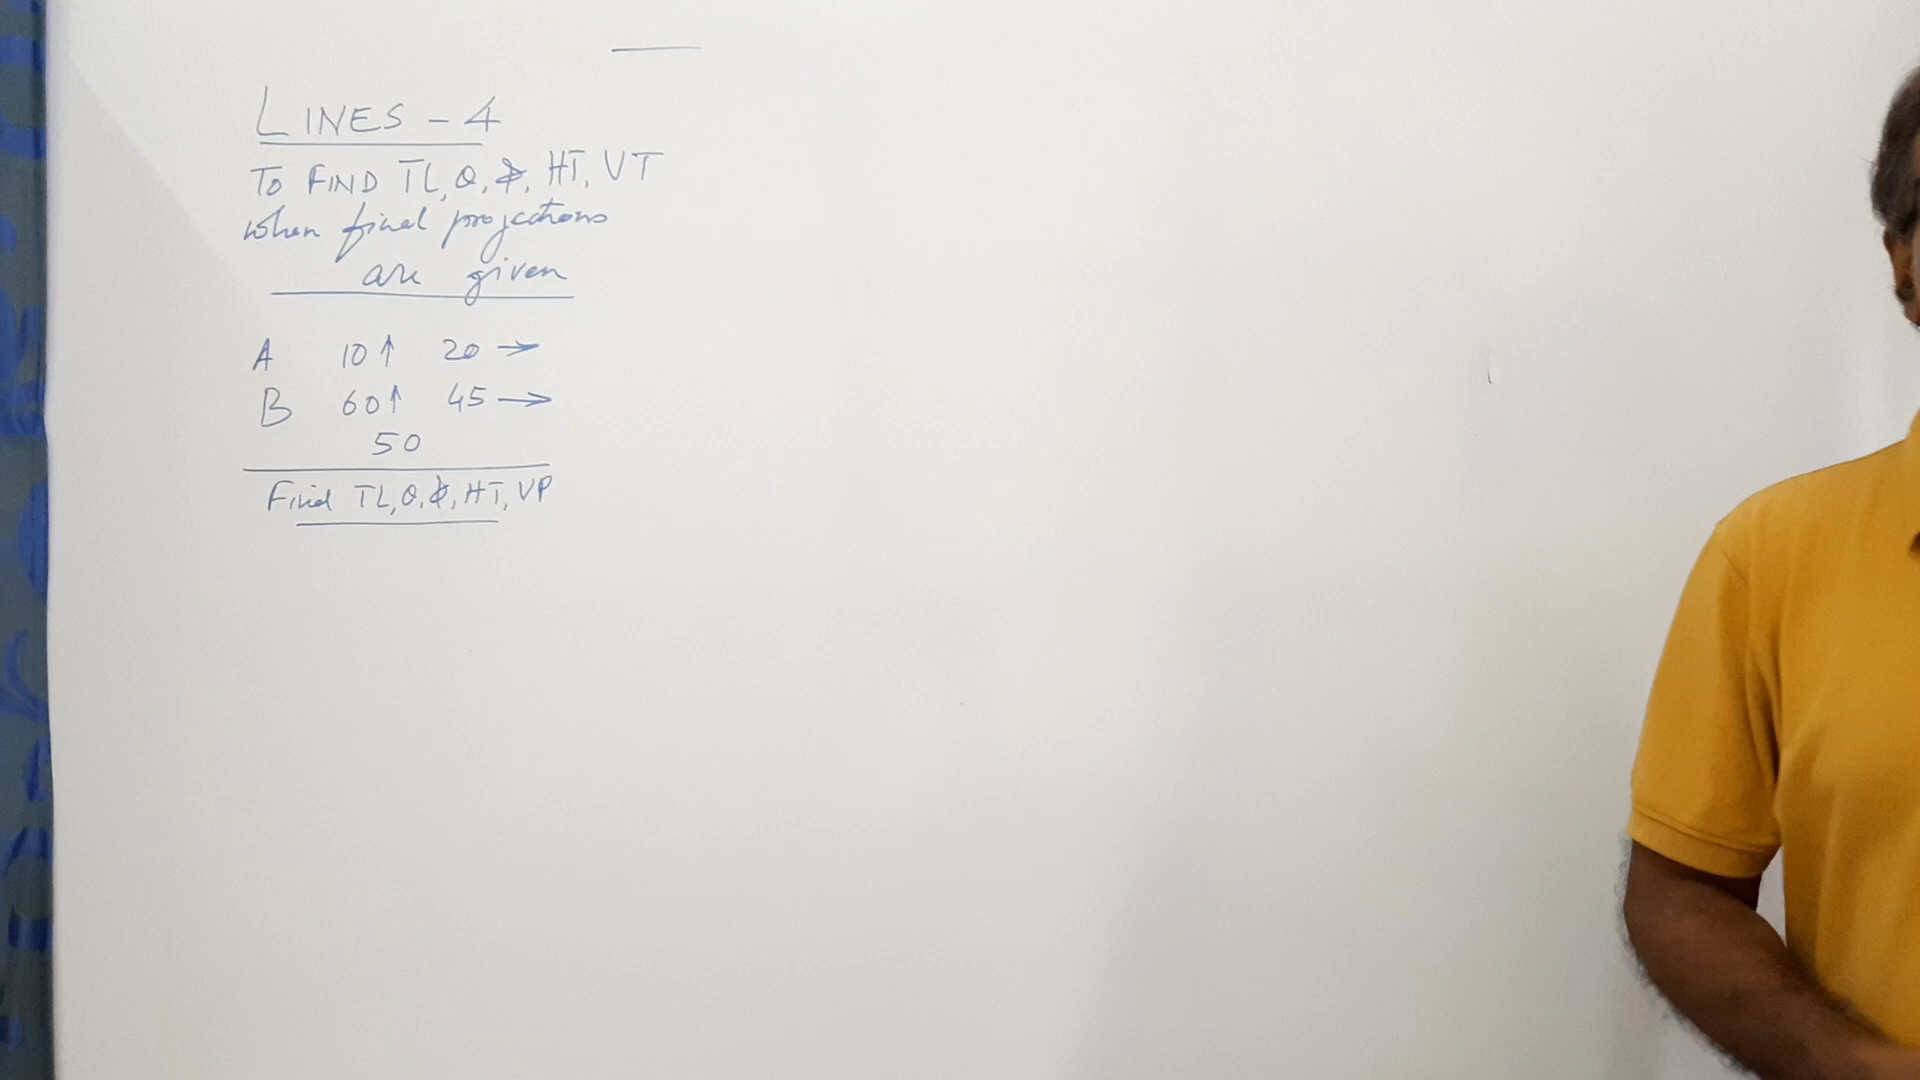 LINES - 4
TO FIND TL, θ, ϕ, HT, VT
when final projections
are given
A 10↑ 20→
B 60↑ 45→
50
Find TL, θ, ϕ, HT, VP